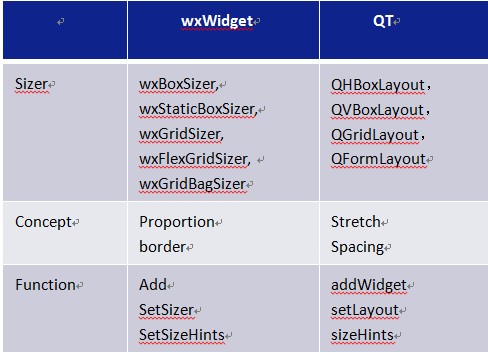 wxWidget QT
Sizer
wxBoxSizer,
wxStaticBoxSizer,
wxGridSizer,
wxFlexGridSizer,
wxGridBagSizer
QHBoxLayout，
QVBoxLayout，
QGridLayout，
QFormLayout
Concept
Proportion
border
Stretch
Spacing
Function
Add
SetSizer
SetSizeHints
addWidget
setLayout
sizeHints